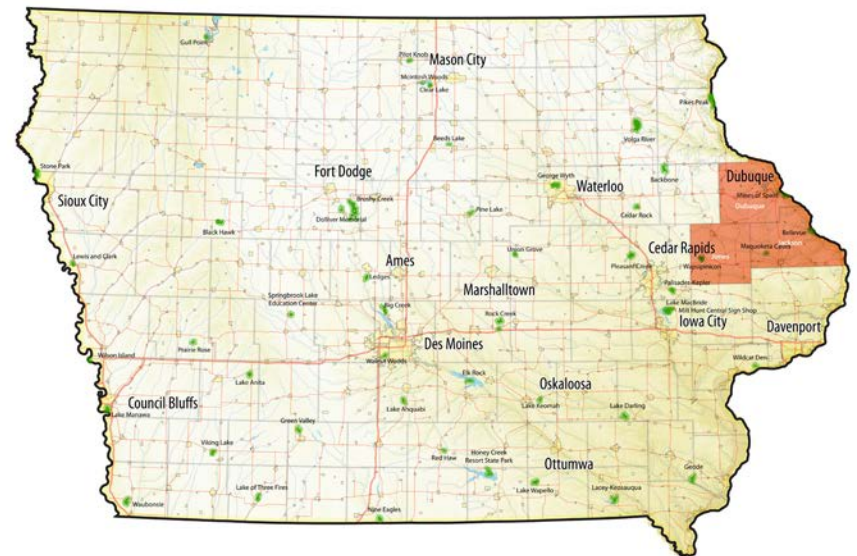 Gull Point
Pilot Knob
Mason City
McIntosh Woods
Clear Lake
Pikes Peak
Beeds Lake
Volga River
Stone Park
Fort Dodge
George Wyth
Waterloo
Backbone
Dubuque
Mines of Spain
Dubuque
Sioux City
Brushy Creek
Dolliver Memorial
Pine Lake
Cedar Rock
Black Hawk
Bellevue
Jackson
Cedar Rapids
Maquoketa Caves
Jones
Wapsipinicon
Lewis and Clark
Ames
Union Grove
Pleasant Creek
Ledges
Palisades-Kepler
Springbrook Lake
Education Center
Marshalltown
Big Creek
Rock Creek
Lake MacBride
Mill Hunt Central Sign Shop
Iowa City
Davenport
Wilson Island
Prairie Rose
Des Moines
Walnut Woods
Wildcat Den
Lake Anita
Elk Rock
Oskaloosa
Council Bluffs
Lake Manawa
Lake Ahquabi
Lake Keomah
Lake Darling
Green Valley
Viking Lake
Red Haw
Honey Creek
Resort State Park
Ottumwa
Geode
Waubonsie
Lake of Three Fires
Lake Wapello
Lacey Keosauqua
Nine Eagles